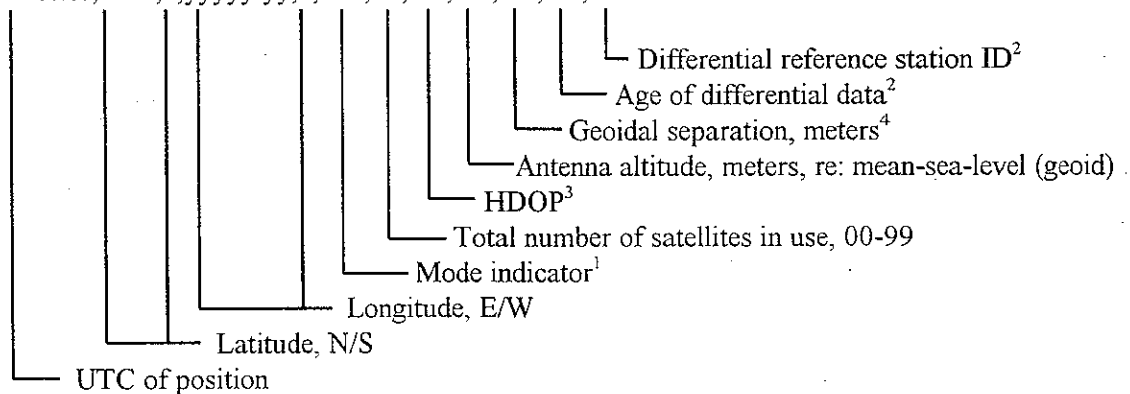 Differential reference station ID²
Age of differential data²
Geoidal separation, meters⁴
Antenna altitude, meters, re: mean-sea-level (geoid)
HDOP³
Total number of satellites in use, 00-99
Mode indicator¹
Longitude, E/W
Latitude, N/S
UTC of position